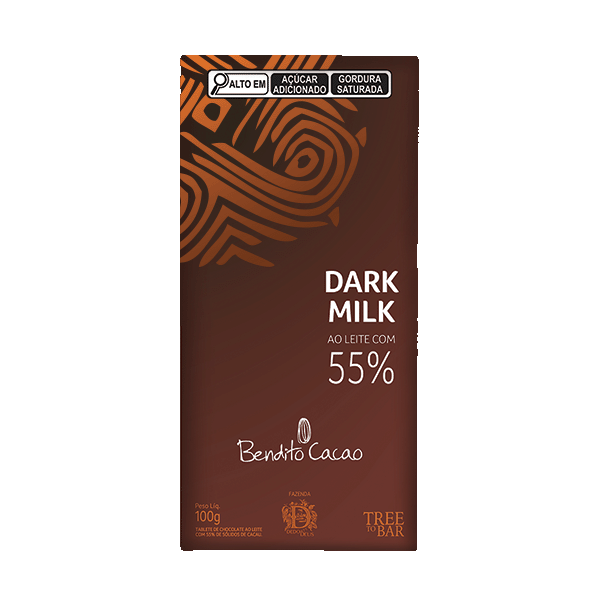 ALTO EM
AÇÚCAR
ADICIONADO
GORDURA
SATURADA
DARK
MILK
AO LEITE COM
55%
Bendito Cacao
Peso Líq.
100g
TABLETE DE CHOCOLATE AO LEITE
COM 55% DE SÓLIDOS DE CACAU.
FAZENDA
D
DEUS
TREE
TO
BAR